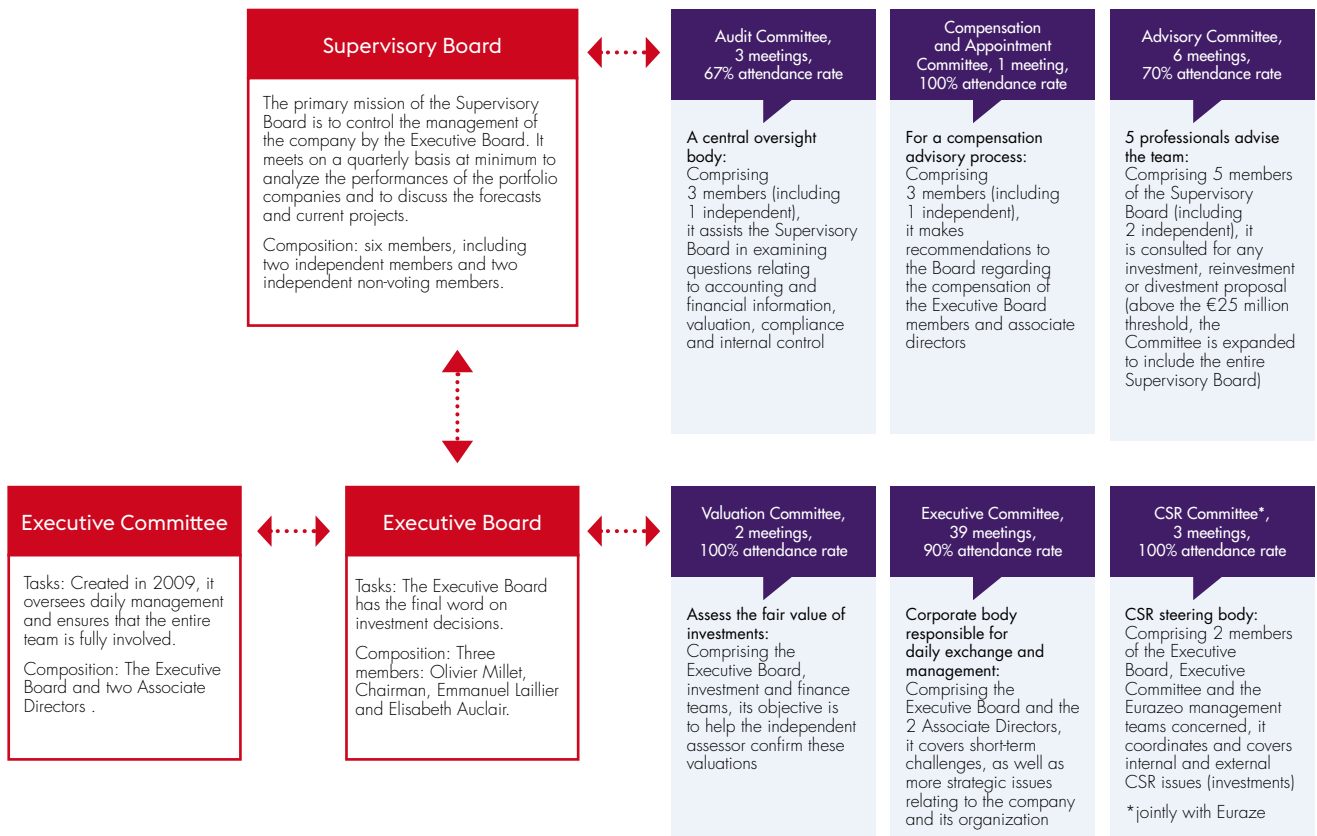 Supervisory Board
The primary mission of the Supervisory
Board is to control the management of
the company by the Executive Board. It
meets on a quarterly basis at minimum to
analyze the performances of the portfolio
companies and to discuss the forecasts
and current projects.
Composition: six members, including
two independent members and two
independent non-voting members.
Audit Committee,
3 meetings,
67% attendance rate
A central oversight
body:
Comprising
3 members (including
1 independent),
it assists the Supervisory
Board in examining
questions relating
to accounting and
financial information,
valuation, compliance
and internal control
Compensation
and Appointment
Committee, 1 meeting,
100% attendance rate
For a compensation
advisory process:
Comprising
3 members (including
1 independent),
it makes
recommendations to
the Board regarding
the compensation of
the Executive Board
members and associate
directors
Advisory Committee,
6 meetings,
70% attendance rate
5 professionals advise
the team:
Comprising 5 members
of the Supervisory
Board (including
2 independent), it
is consulted for any
investment, reinvestment
or divestment proposal
(above the €25 million
threshold, the
Committee is expanded
to include the entire
Supervisory Board)
Executive Committee
Tasks: Created in 2009, it
oversees daily management
and ensures that the entire
team is fully involved.
Composition: The Executive
Board and two Associate
Directors .
Executive Board
Tasks: The Executive Board
has the final word on
investment decisions.
Composition: Three
members: Olivier Millet,
Chairman, Emmanuel Laillier
and Elisabeth Auclair.
Valuation Committee,
2 meetings,
100% attendance rate
Assess the fair value of
investments:
Comprising the
Executive Board,
investment and finance
teams, its objective is
to help the independent
assessor confirm these
valuations
Executive Committee,
39 meetings,
90% attendance rate
Corporate body
responsible for
daily exchange and
management:
Comprising the
Executive Board and the
2 Associate Directors,
it covers short-term
challenges, as well as
more strategic issues
relating to the company
and its organization
CSR Committee*,
3 meetings,
100% attendance rate
CSR steering body:
Comprising 2 members
of the Executive
Board, Executive
Committee and the
Eurazeo management
teams concerned, it
coordinates and covers
internal and external
CSR issues (investments)
*jointly with Euraze